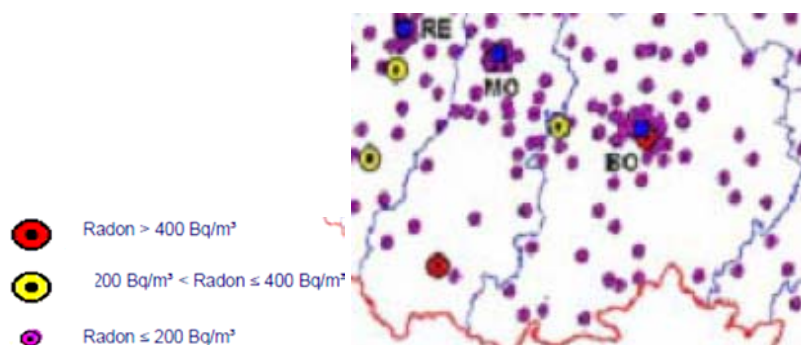 RE
MO
BO
Radon > 400 Bq/m³
200 Bq/m³ < Radon ≤ 400 Bq/m³
Radon ≤ 200 Bq/m³